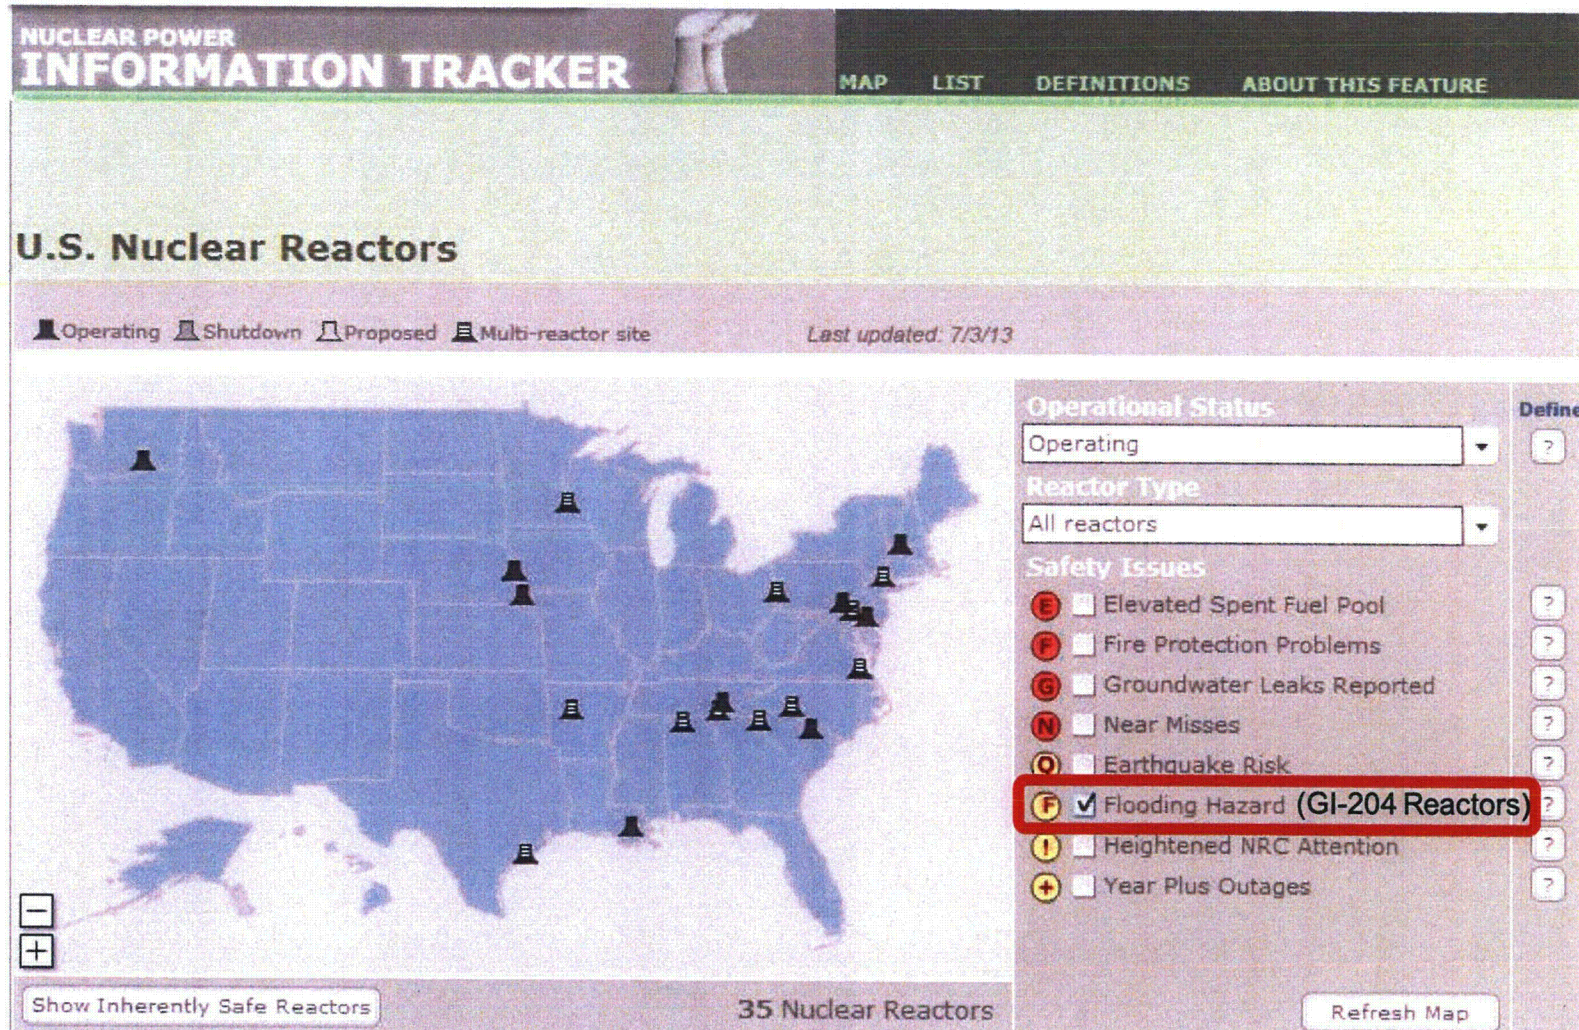 NUCLEAR POWER
INFORMATION TRACKER
MAP LIST DEFINITIONS ABOUT THIS FEATURE
U.S. Nuclear Reactors
Operating Shutdown Proposed Multi-reactor site Last updated: 7/3/13
Operational Status Define
Operating ?
Reactor Type
All reactors
Safety Issues
E Elevated Spent Fuel Pool ?
F Fire Protection Problems ?
G Groundwater Leaks Reported ?
N Near Misses ?
Q Earthquake Risk ?
F Flooding Hazard (GI-204 Reactors) ?
! Heightened NRC Attention ?
+ Year Plus Outages ?
−
+
Show Inherently Safe Reactors 35 Nuclear Reactors Refresh Map